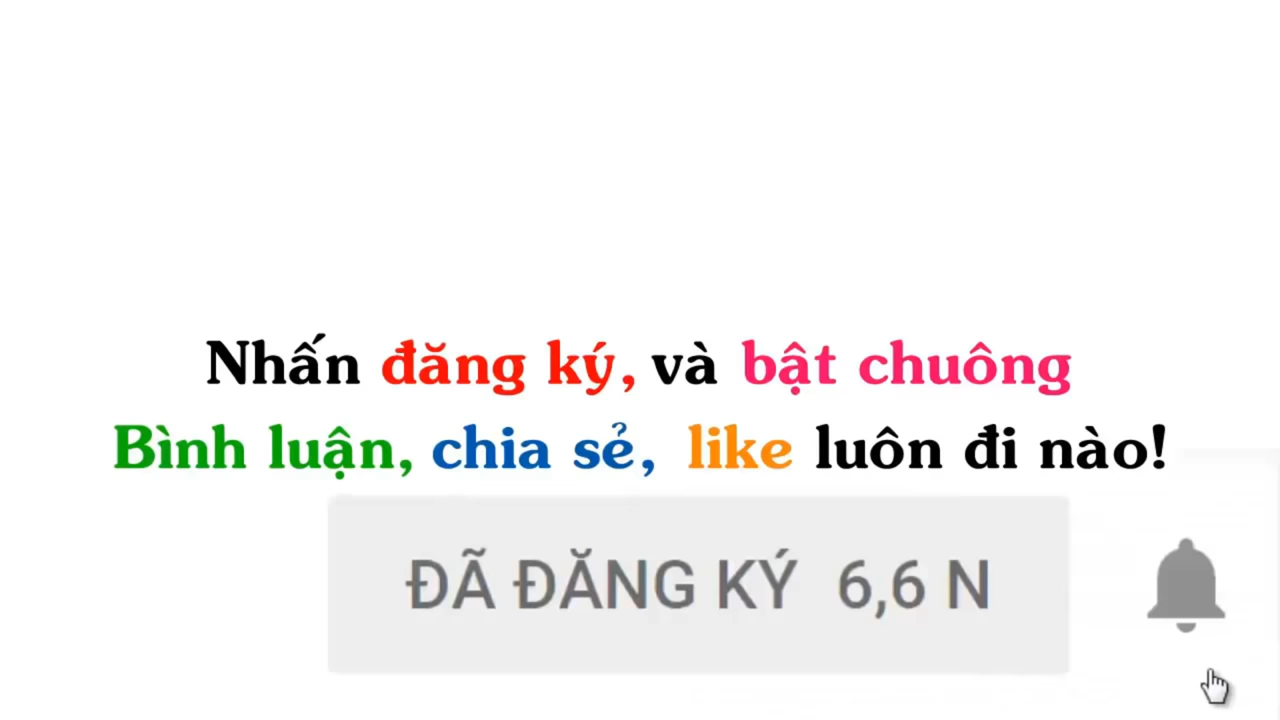 Nhấn đăng ký, và bật chuông
Bình luận, chia sẻ, like luôn đi nào!
ĐÃ ĐĂNG KÝ 6,6 N